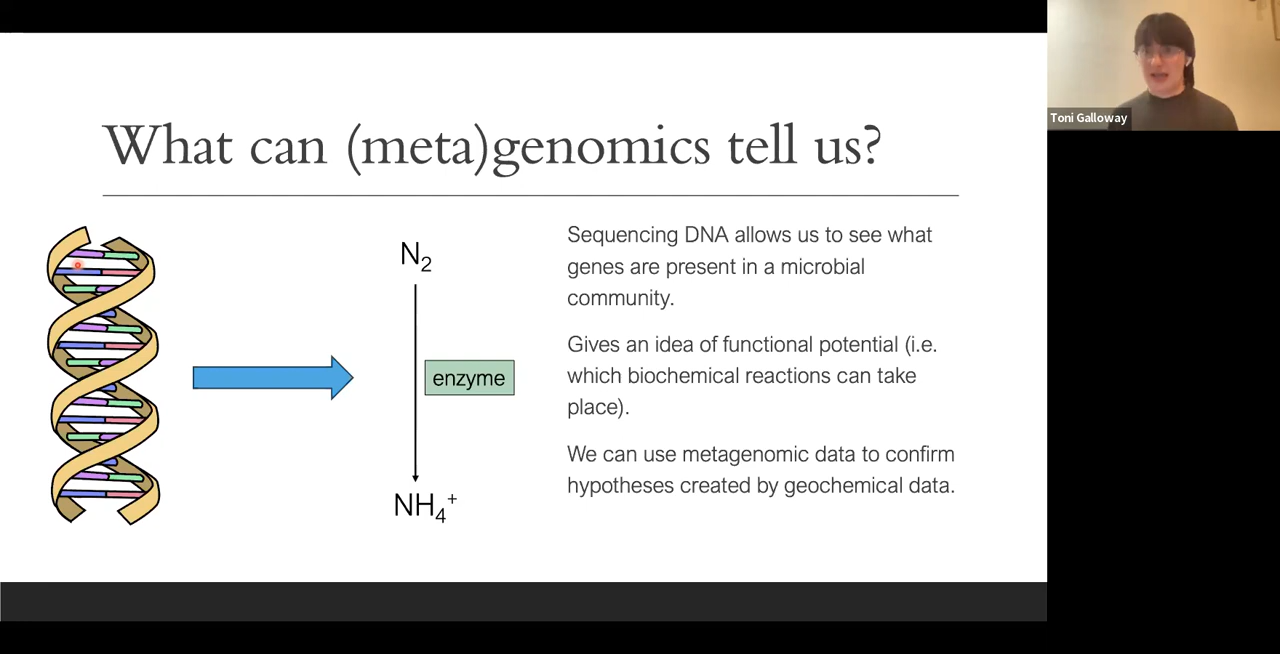 What can (meta)genomics tell us?
Toni Galloway
N₂
enzyme
NH₄⁺
Sequencing DNA allows us to see what
genes are present in a microbial
community.
Gives an idea of functional potential (i.e.
which biochemical reactions can take
place).
We can use metagenomic data to confirm
hypotheses created by geochemical data.